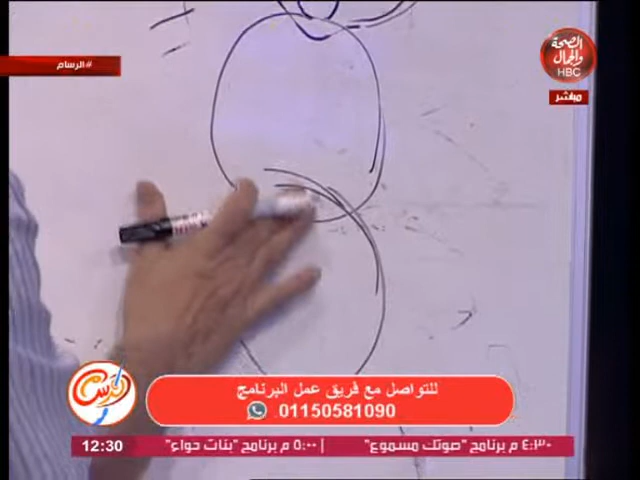 الصحة
والجمال
HBC
#الرسام
مباشر
للتواصل مع فريق عمل البرنامج
01150581090
الرسام
12:30
٤:٣٠ م برنامج "صوتك مسموع" | ٥:٠٠ م برنامج "بنات حواء"